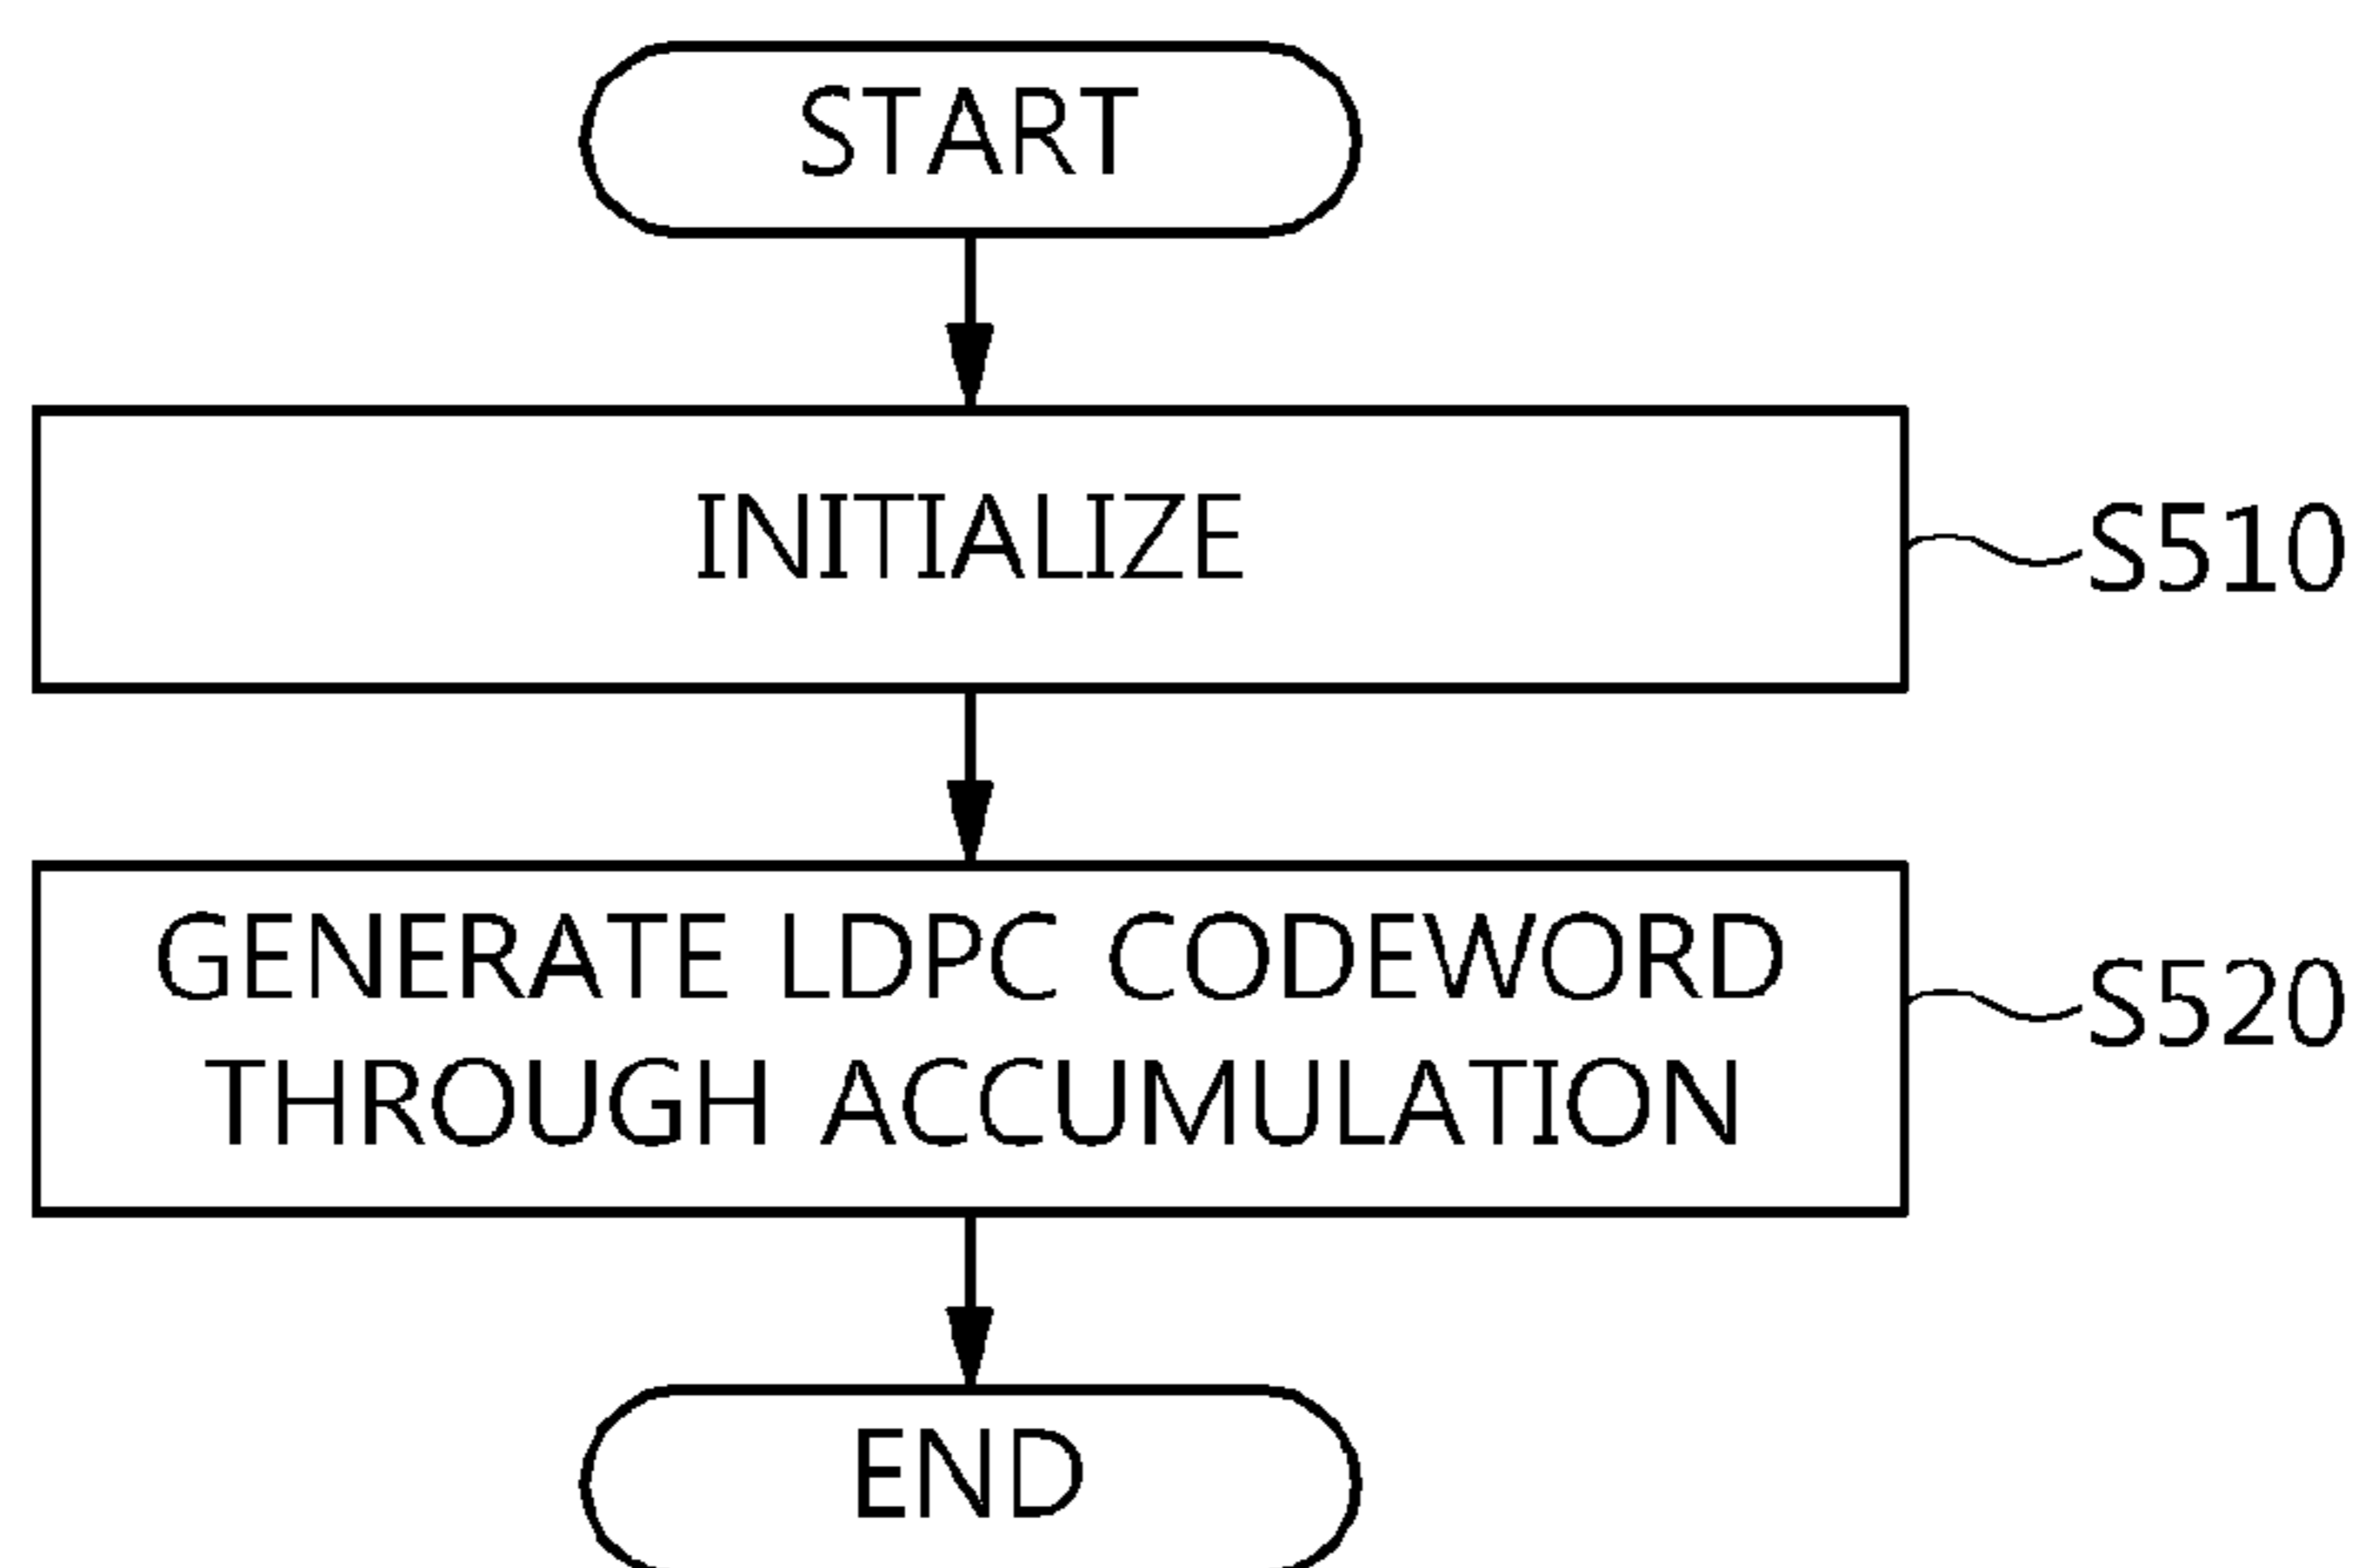 START
INITIALIZE
S510
GENERATE LDPC CODEWORD
THROUGH ACCUMULATION
S520
END